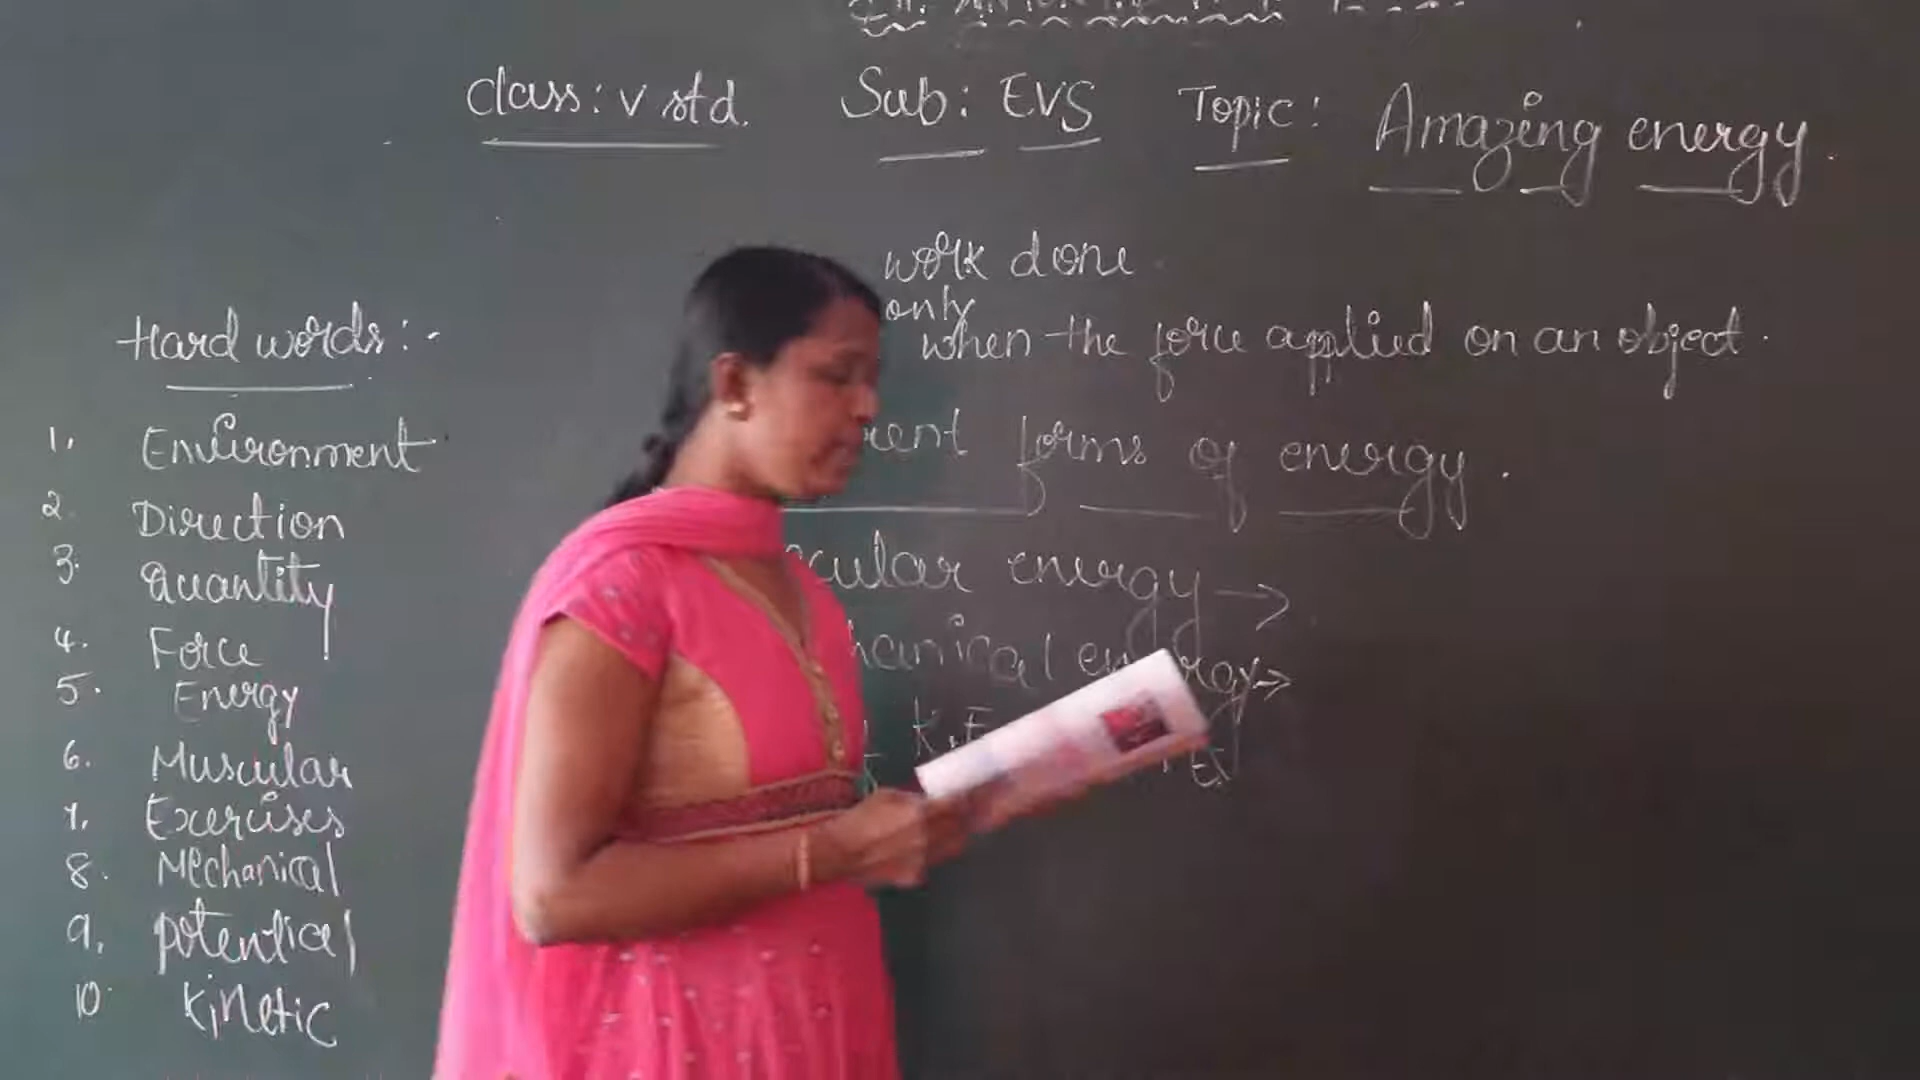 Class: V std. Sub: EVS Topic: Amazing energy.
work done
only
when the force applied on an object.
forms of energy.
energy →
energy →
K.E
Hard words:-
1. Environment
2. Direction
3. Quantity
4. Force
5. Energy
6. Muscular
7. Exercises
8. Mechanical
9. potential
10 Kinetic